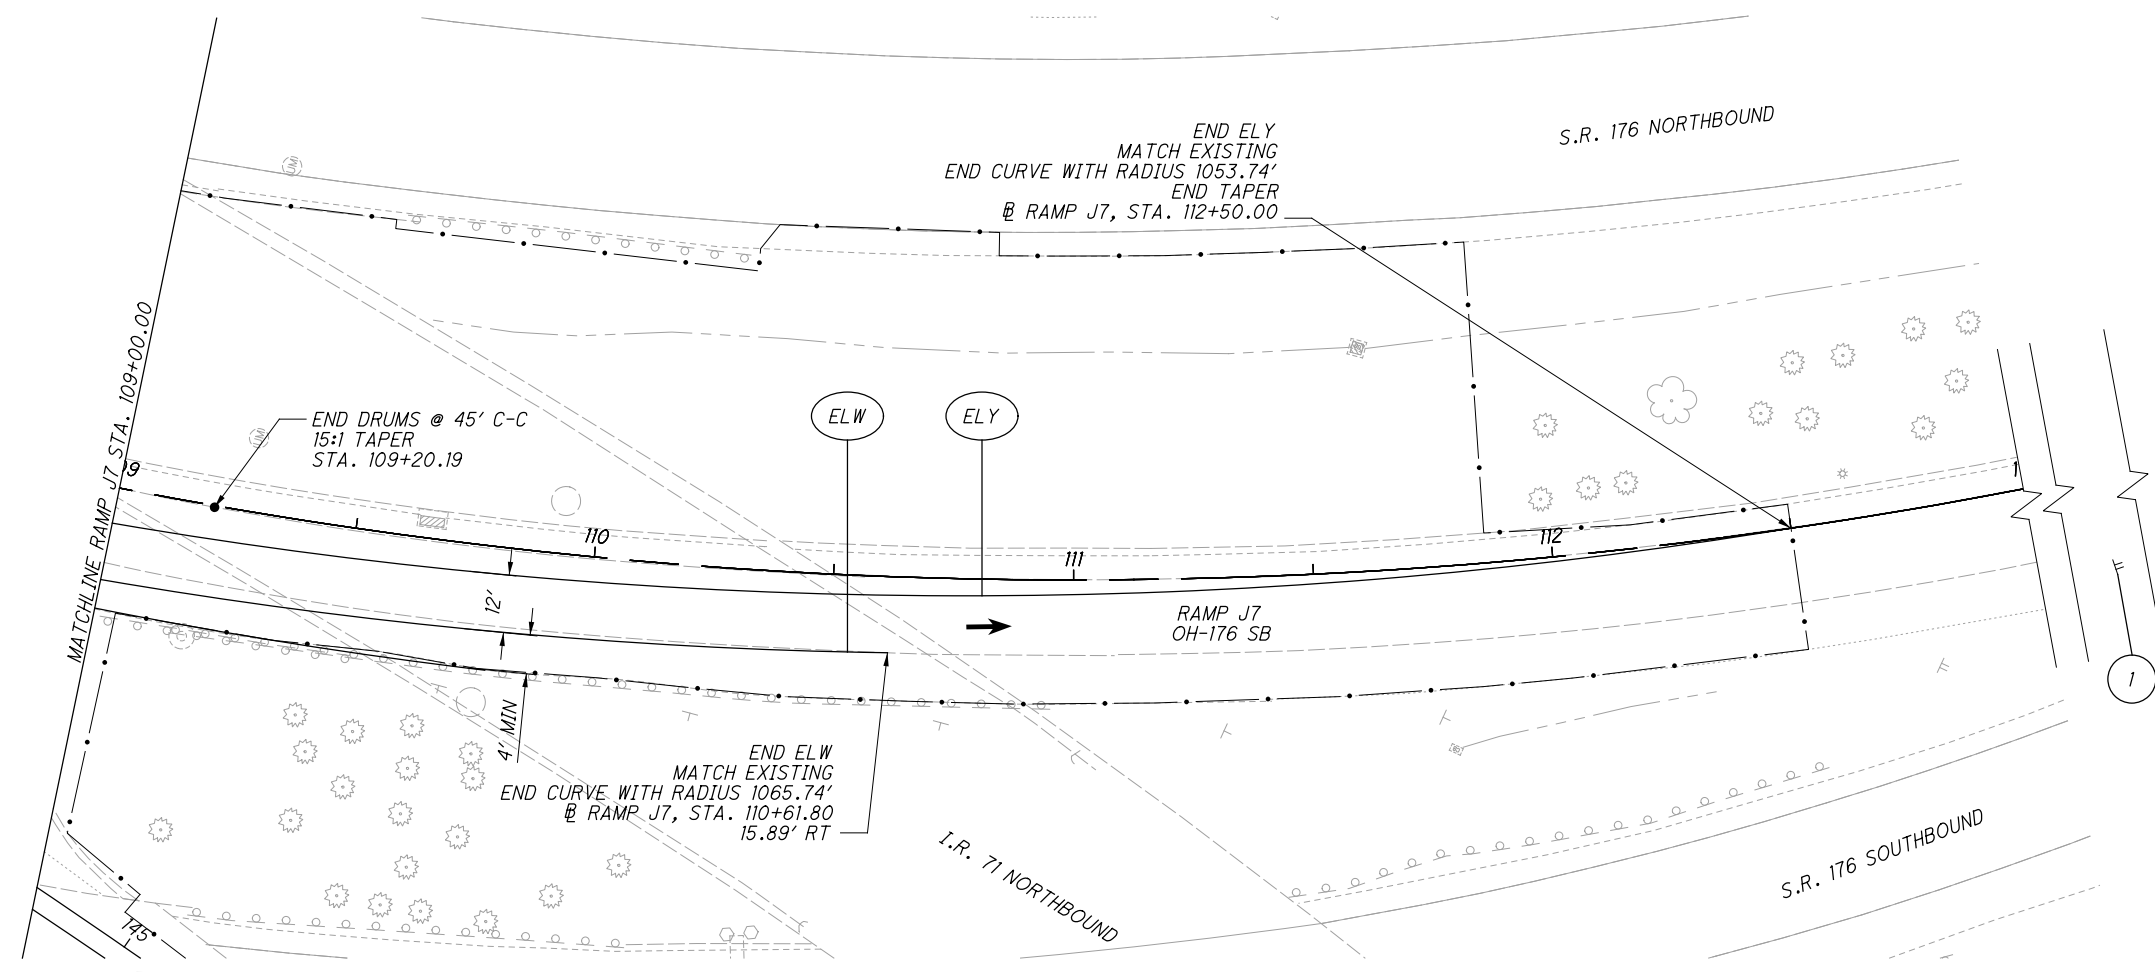 S.R. 176 NORTHBOUND
END ELY
MATCH EXISTING
END CURVE WITH RADIUS 1053.74'
END TAPER
℄ RAMP J7, STA. 112+50.00
MATCHLINE RAMP J7 STA. 109+00.00
END DRUMS @ 45' C-C
15:1 TAPER
STA. 109+20.19
ELW
ELY
110
111
112
1
12'
RAMP J7
OH-176 SB
4' MIN
END ELW
MATCH EXISTING
END CURVE WITH RADIUS 1065.74'
℄ RAMP J7, STA. 110+61.80
15.89' RT
I.R. 71 NORTHBOUND
S.R. 176 SOUTHBOUND
1
145